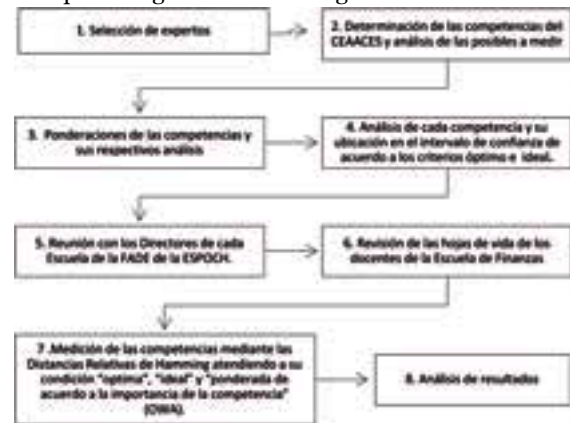 1. Selección de expertos
2. Determinación de las competencias del
CEAACES y análisis de las posibles a medir
3. Ponderaciones de las competencias y
sus respectivos análisis
4. Análisis de cada competencia y su
ubicación en el intervalo de confianza de
acuerdo a los criterios óptimo e ideal.
5. Reunión con los Directores de cada
Escuela de la FADE de la ESPOCH.
6. Revisión de las hojas de vida de los
docentes de la Escuela de Finanzas
7 .Medición de las competencias mediante las
Distancias Relativas de Hamming atendiendo a su
condición "optima", "ideal" y "ponderada de
acuerdo a la importancia de la competencia"
(OWA).
8. Análisis de resultados